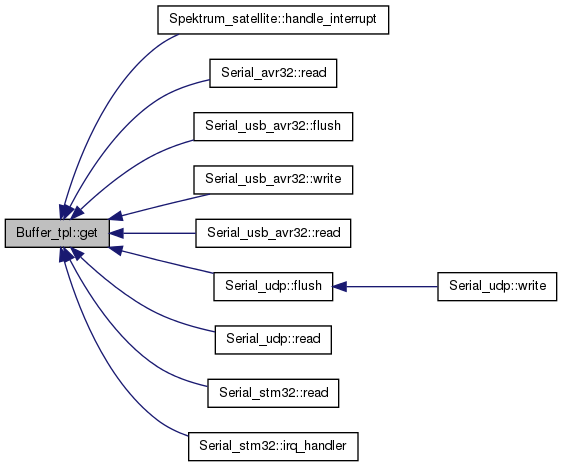 Spektrum_satellite::handle_interrupt
Serial_avr32::read
Serial_usb_avr32::flush
Serial_usb_avr32::write
Buffer_tpl::get
Serial_usb_avr32::read
Serial_udp::flush
Serial_udp::write
Serial_udp::read
Serial_stm32::read
Serial_stm32::irq_handler